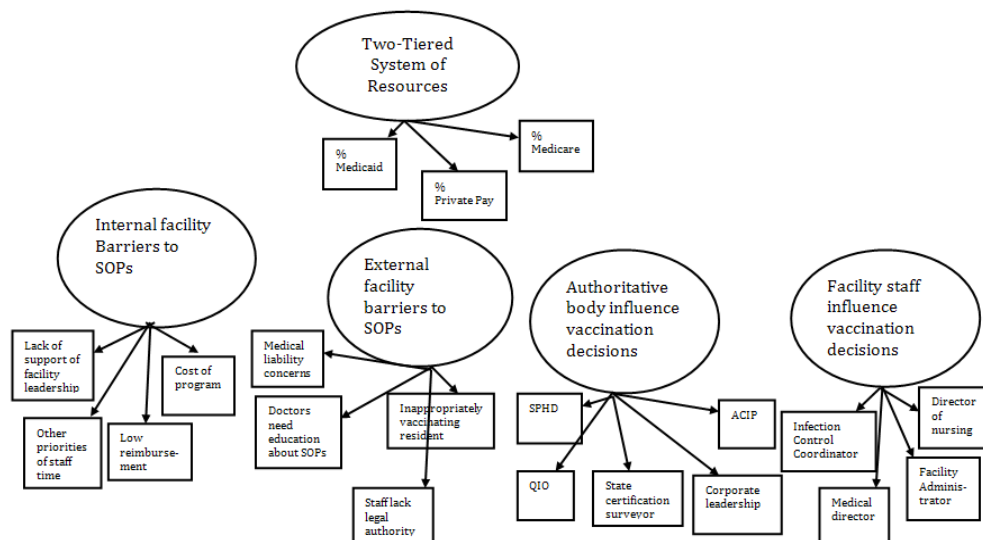 Two-Tiered
System of
Resources
%
Medicaid
%
Private Pay
%
Medicare
Internal facility
Barriers to
SOPs
Lack of
support of
facility
leadership
Other
priorities
of staff
time
Low
reimburse-
ment
Cost of
program
External
facility
barriers to
SOPs
Medical
liability
concerns
Doctors
need
education
about SOPs
Inappropriately
vaccinating
resident
Staff lack
legal
authority
Authoritative
body influence
vaccination
decisions
SPHD
QIO
State
certification
surveyor
Corporate
leadership
ACIP
Facility staff
influence
vaccination
decisions
Infection
Control
Coordinator
Medical
director
Facility
Adminis-
trator
Director
of
nursing